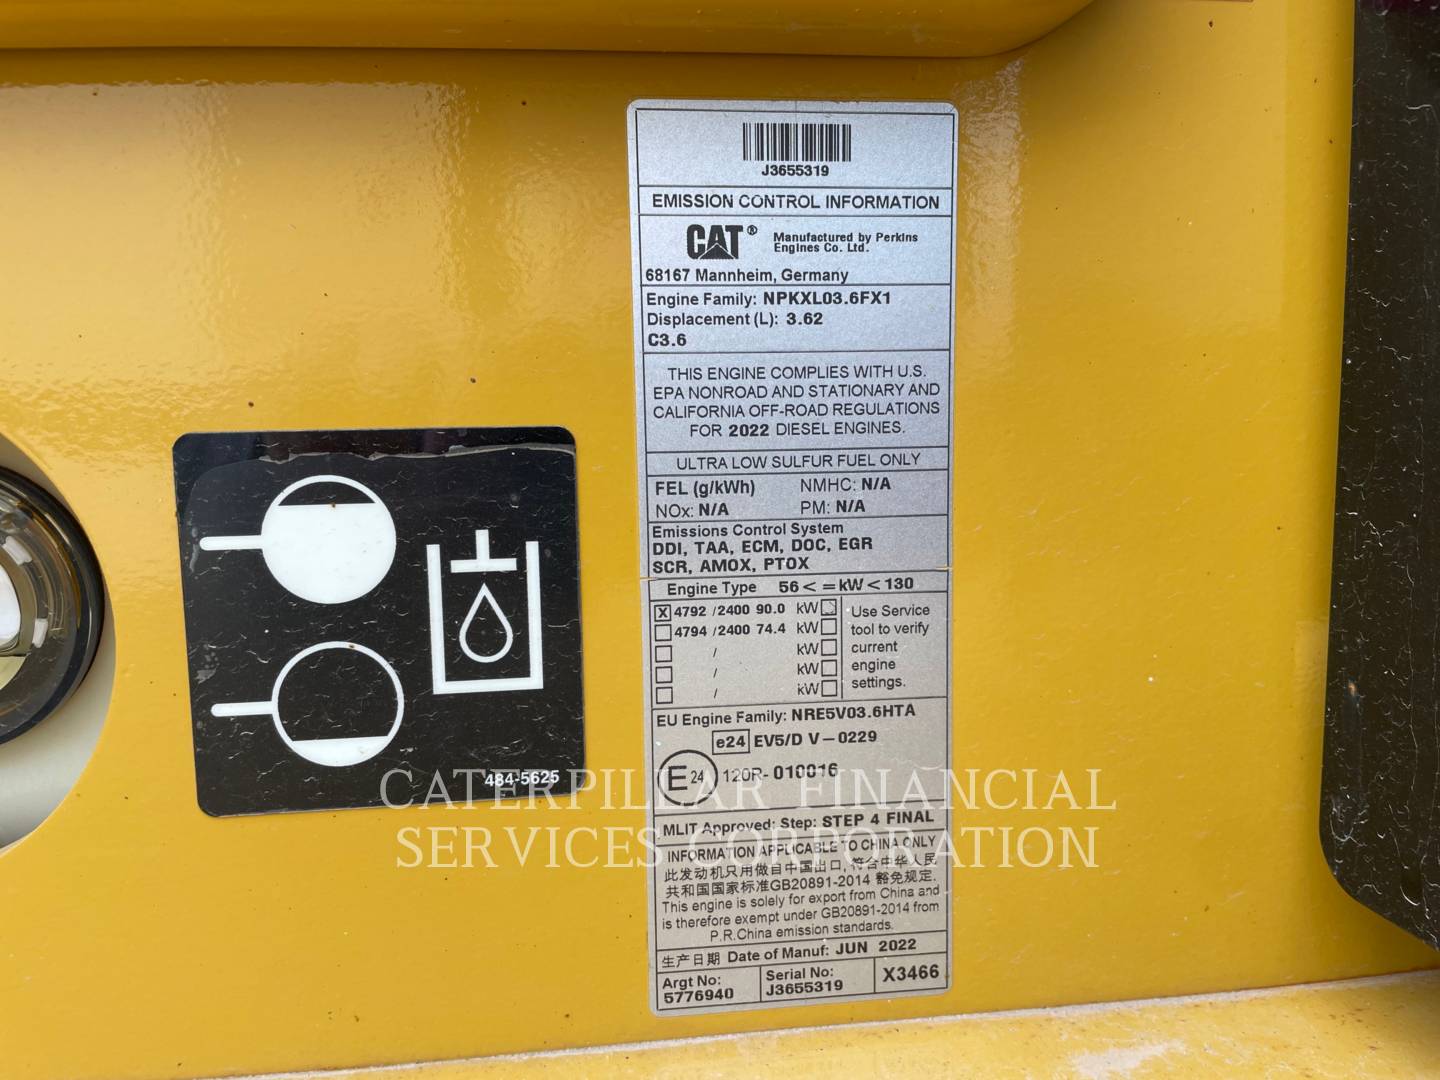 J3655319
EMISSION CONTROL INFORMATION
CAT® Manufactured by Perkins
Engines Co. Ltd.
68167 Mannheim, Germany
Engine Family: NPKXL03.6FX1
Displacement (L): 3.62
C3.6
THIS ENGINE COMPLIES WITH U.S.
EPA NONROAD AND STATIONARY AND
CALIFORNIA OFF-ROAD REGULATIONS
FOR 2022 DIESEL ENGINES.
ULTRA LOW SULFUR FUEL ONLY
FEL (g/kWh) NMHC: N/A
NOx: N/A PM: N/A
Emissions Control System
DDI, TAA, ECM, DOC, EGR
SCR, AMOX, PTOX
Engine Type 56 < = kW < 130
X 4792 / 2400 90.0 kW
4794 / 2400 74.4 kW
/ kW
/ kW
/ kW
Use Service
tool to verify
current
engine
settings.
EU Engine Family: NRE5V03.6HTA
e24 EV5/D V-0229
E 24 120R- 010016
MLIT Approved: Step: STEP 4 FINAL
INFORMATION APPLICABLE TO CHINA ONLY
此发动机只用做自中国出口, 符合中华人民
共和国国家标准GB20891-2014 豁免规定.
This engine is solely for export from China and
is therefore exempt under GB20891-2014 from
P.R.China emission standards.
生产日期 Date of Manuf: JUN 2022
Argt No:
5776940
Serial No:
J3655319
X3466
484-5625
CATERPILLAR FINANCIAL
SERVICES CORPORATION